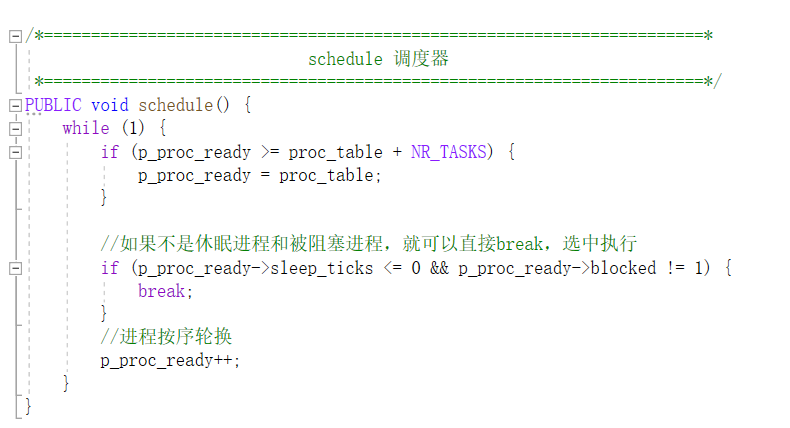 /*======================================================================*
                              schedule 调度器
 *======================================================================*/
PUBLIC void schedule() {
    while (1) {
        if (p_proc_ready >= proc_table + NR_TASKS) {
            p_proc_ready = proc_table;
        }

        //如果不是休眠进程和被阻塞进程，就可以直接break，选中执行
        if (p_proc_ready->sleep_ticks <= 0 && p_proc_ready->blocked != 1) {
            break;
        }
        //进程按序轮换
        p_proc_ready++;
    }
}